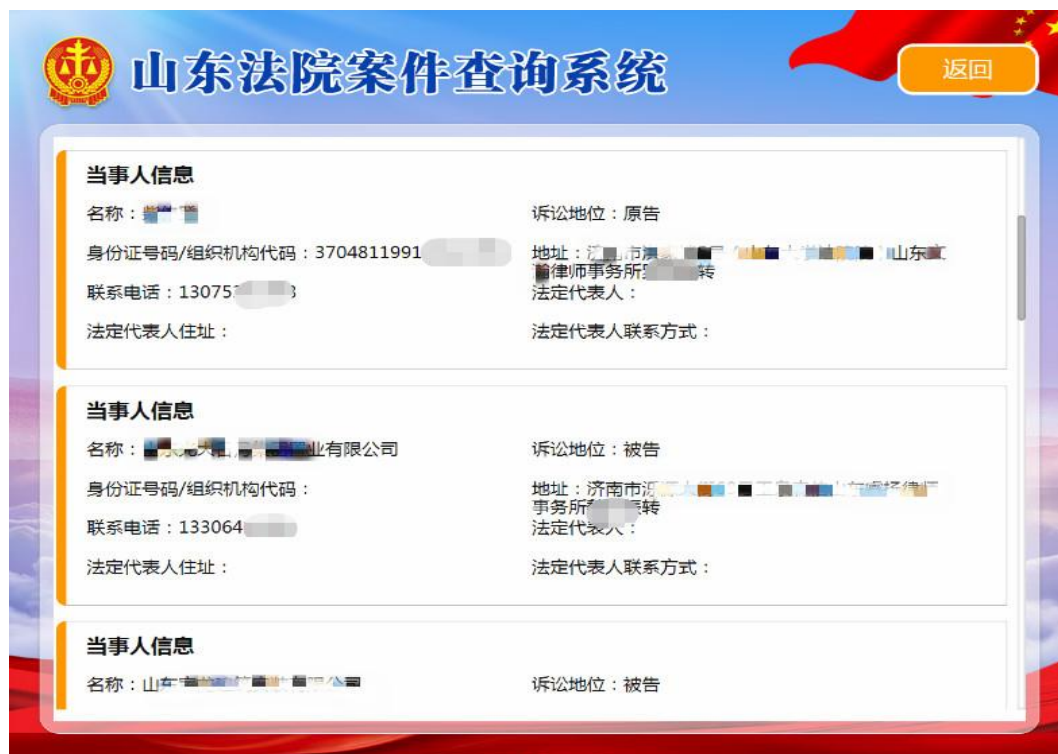 山东法院案件查询系统
返回
当事人信息
名称：
诉讼地位：原告
身份证号码/组织机构代码：3704811991
地址：
山东
律师事务所
转
联系电话：13075
法定代表人：
法定代表人住址：
法定代表人联系方式：
当事人信息
名称：
业有限公司
诉讼地位：被告
身份证号码/组织机构代码：
地址：济南市
事务所
转
联系电话：133064
法定代表人：
法定代表人住址：
法定代表人联系方式：
当事人信息
名称：山东
诉讼地位：被告